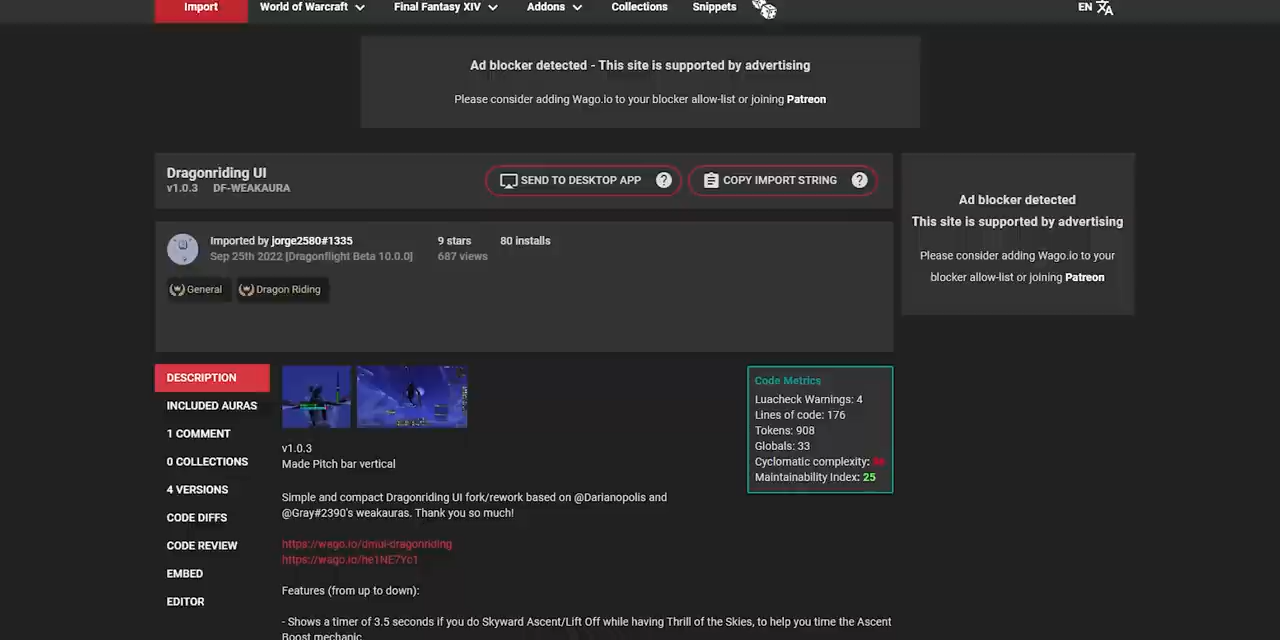 Import
World of Warcraft
Final Fantasy XIV
Addons
Collections
Snippets
EN
Ad blocker detected - This site is supported by advertising
Please consider adding Wago.io to your blocker allow-list or joining Patreon
Dragonriding UI
v1.0.3 DF-WEAKAURA
SEND TO DESKTOP APP ?
COPY IMPORT STRING ?
Ad blocker detected
This site is supported by advertising
Please consider adding Wago.io to your
blocker allow-list or joining Patreon
Imported by jorge2580#1335
Sep 25th 2022 [Dragonflight Beta 10.0.0]
9 stars
687 views
80 installs
General
Dragon Riding
DESCRIPTION
INCLUDED AURAS
1 COMMENT
0 COLLECTIONS
4 VERSIONS
CODE DIFFS
CODE REVIEW
EMBED
EDITOR
Code Metrics
Luacheck Warnings: 4
Lines of code: 176
Tokens: 908
Globals: 33
Cyclomatic complexity:
Maintainability Index: 25
v1.0.3
Made Pitch bar vertical
Simple and compact Dragonriding UI fork/rework based on @Darianopolis and
@Gray#2390's weakauras. Thank you so much!
https://wago.io/dmui-dragonriding
https://wago.io/he1NE7Yc1
Features (from up to down):
- Shows a timer of 3.5 seconds if you do Skyward Ascent/Lift Off while having Thrill of the Skies, to help you time the Ascent
Boost mechanic